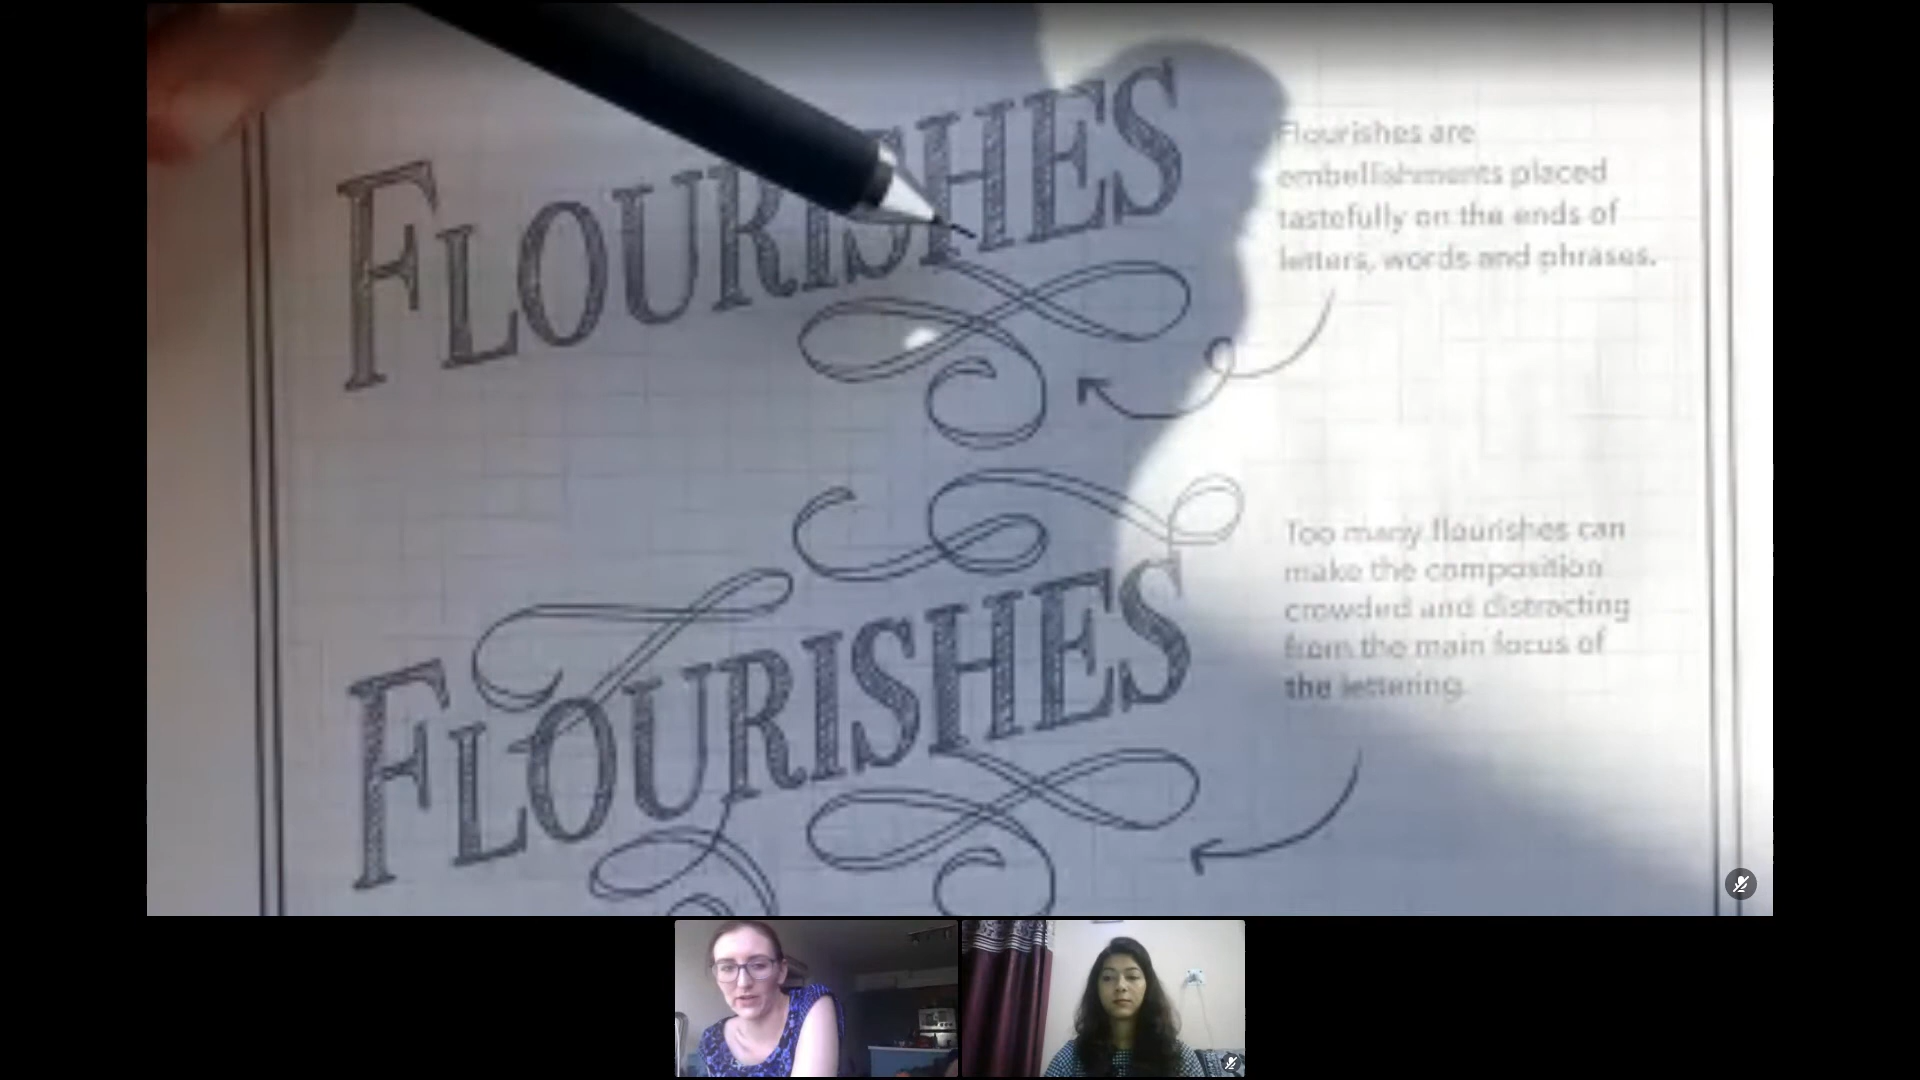 FLOURISHES
Flourishes are
embellishments placed
tastefully on the ends of
letters, words and phrases.
FLOURISHES
Too many flourishes can
make the composition
crowded and distracting
from the main focus of
the lettering.